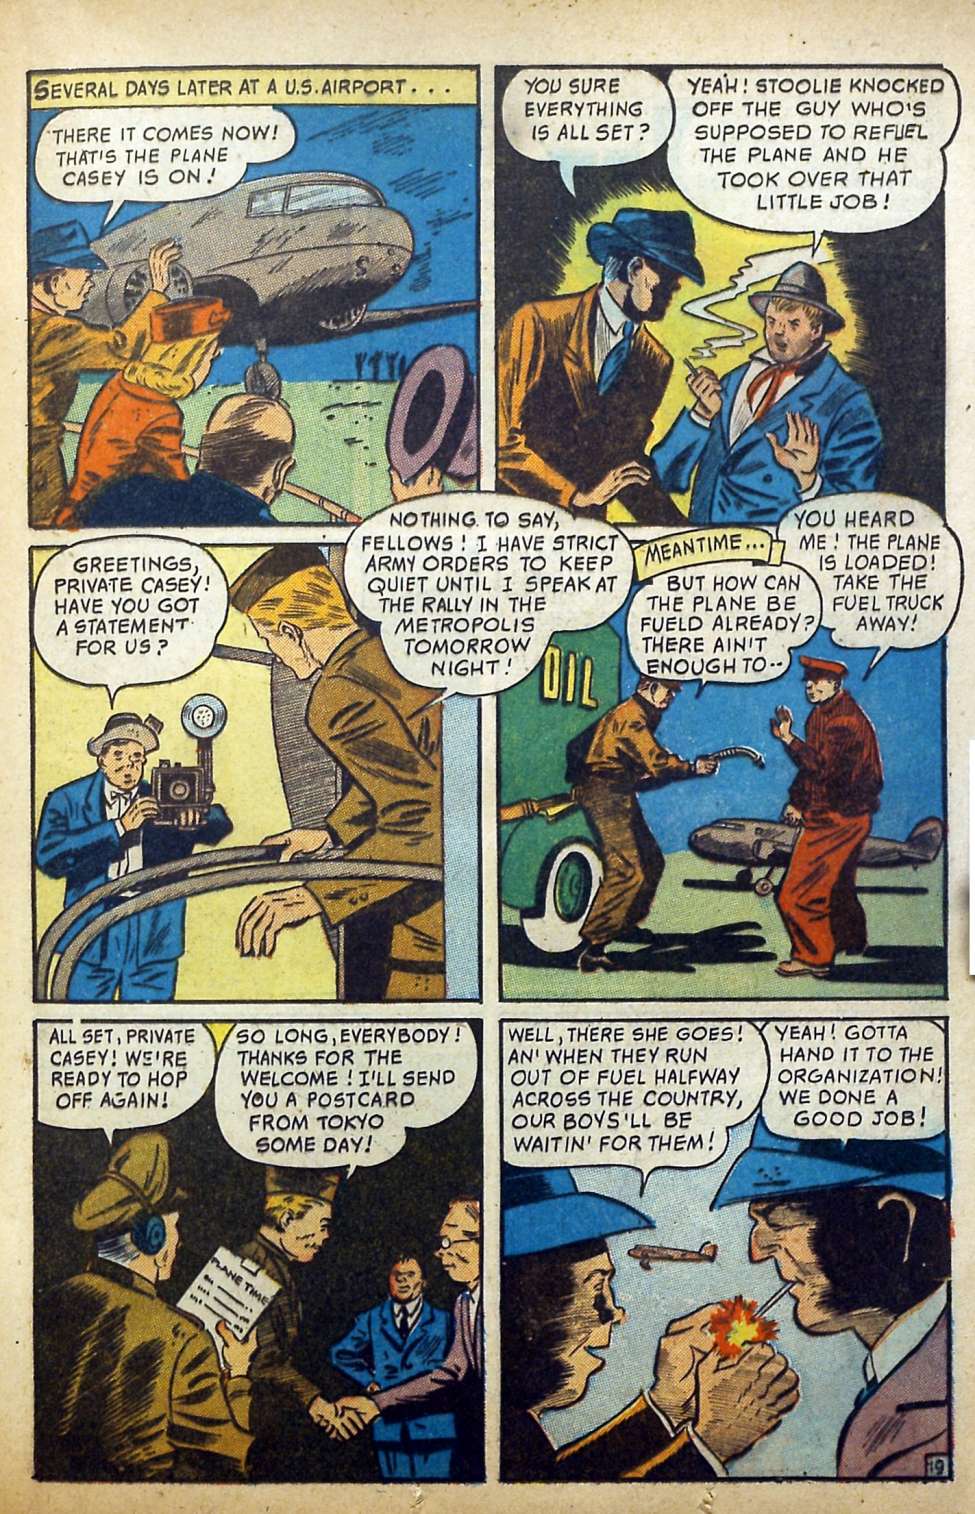 SEVERAL DAYS LATER AT A U.S. AIRPORT...
THERE IT COMES NOW!
THAT'S THE PLANE
CASEY IS ON!
YOU SURE
EVERYTHING
IS ALL SET?
YEAH! STOOLIE KNOCKED
OFF THE GUY WHO'S
SUPPOSED TO REFUEL
THE PLANE AND HE
TOOK OVER THAT
LITTLE JOB!
GREETINGS,
PRIVATE CASEY!
HAVE YOU GOT
A STATEMENT
FOR US?
NOTHING TO SAY,
FELLOWS! I HAVE STRICT
ARMY ORDERS TO KEEP
QUIET UNTIL I SPEAK AT
THE RALLY IN THE
METROPOLIS
TOMORROW
NIGHT!
MEANTIME...
BUT HOW CAN
THE PLANE BE
FUELD ALREADY?
THERE AIN'T
ENOUGH TO--
YOU HEARD
ME! THE PLANE
IS LOADED!
TAKE THE
FUEL TRUCK
AWAY!
OIL
ALL SET, PRIVATE
CASEY! WE'RE
READY TO HOP
OFF AGAIN!
SO LONG, EVERYBODY!
THANKS FOR THE
WELCOME! I'LL SEND
YOU A POSTCARD
FROM TOKYO
SOME DAY!
PLANE TIME
WELL, THERE SHE GOES!
AN' WHEN THEY RUN
OUT OF FUEL HALFWAY
ACROSS THE COUNTRY,
OUR BOYS'LL BE
WAITIN' FOR THEM!
YEAH! GOTTA
HAND IT TO THE
ORGANIZATION!
WE DONE A
GOOD JOB!
19